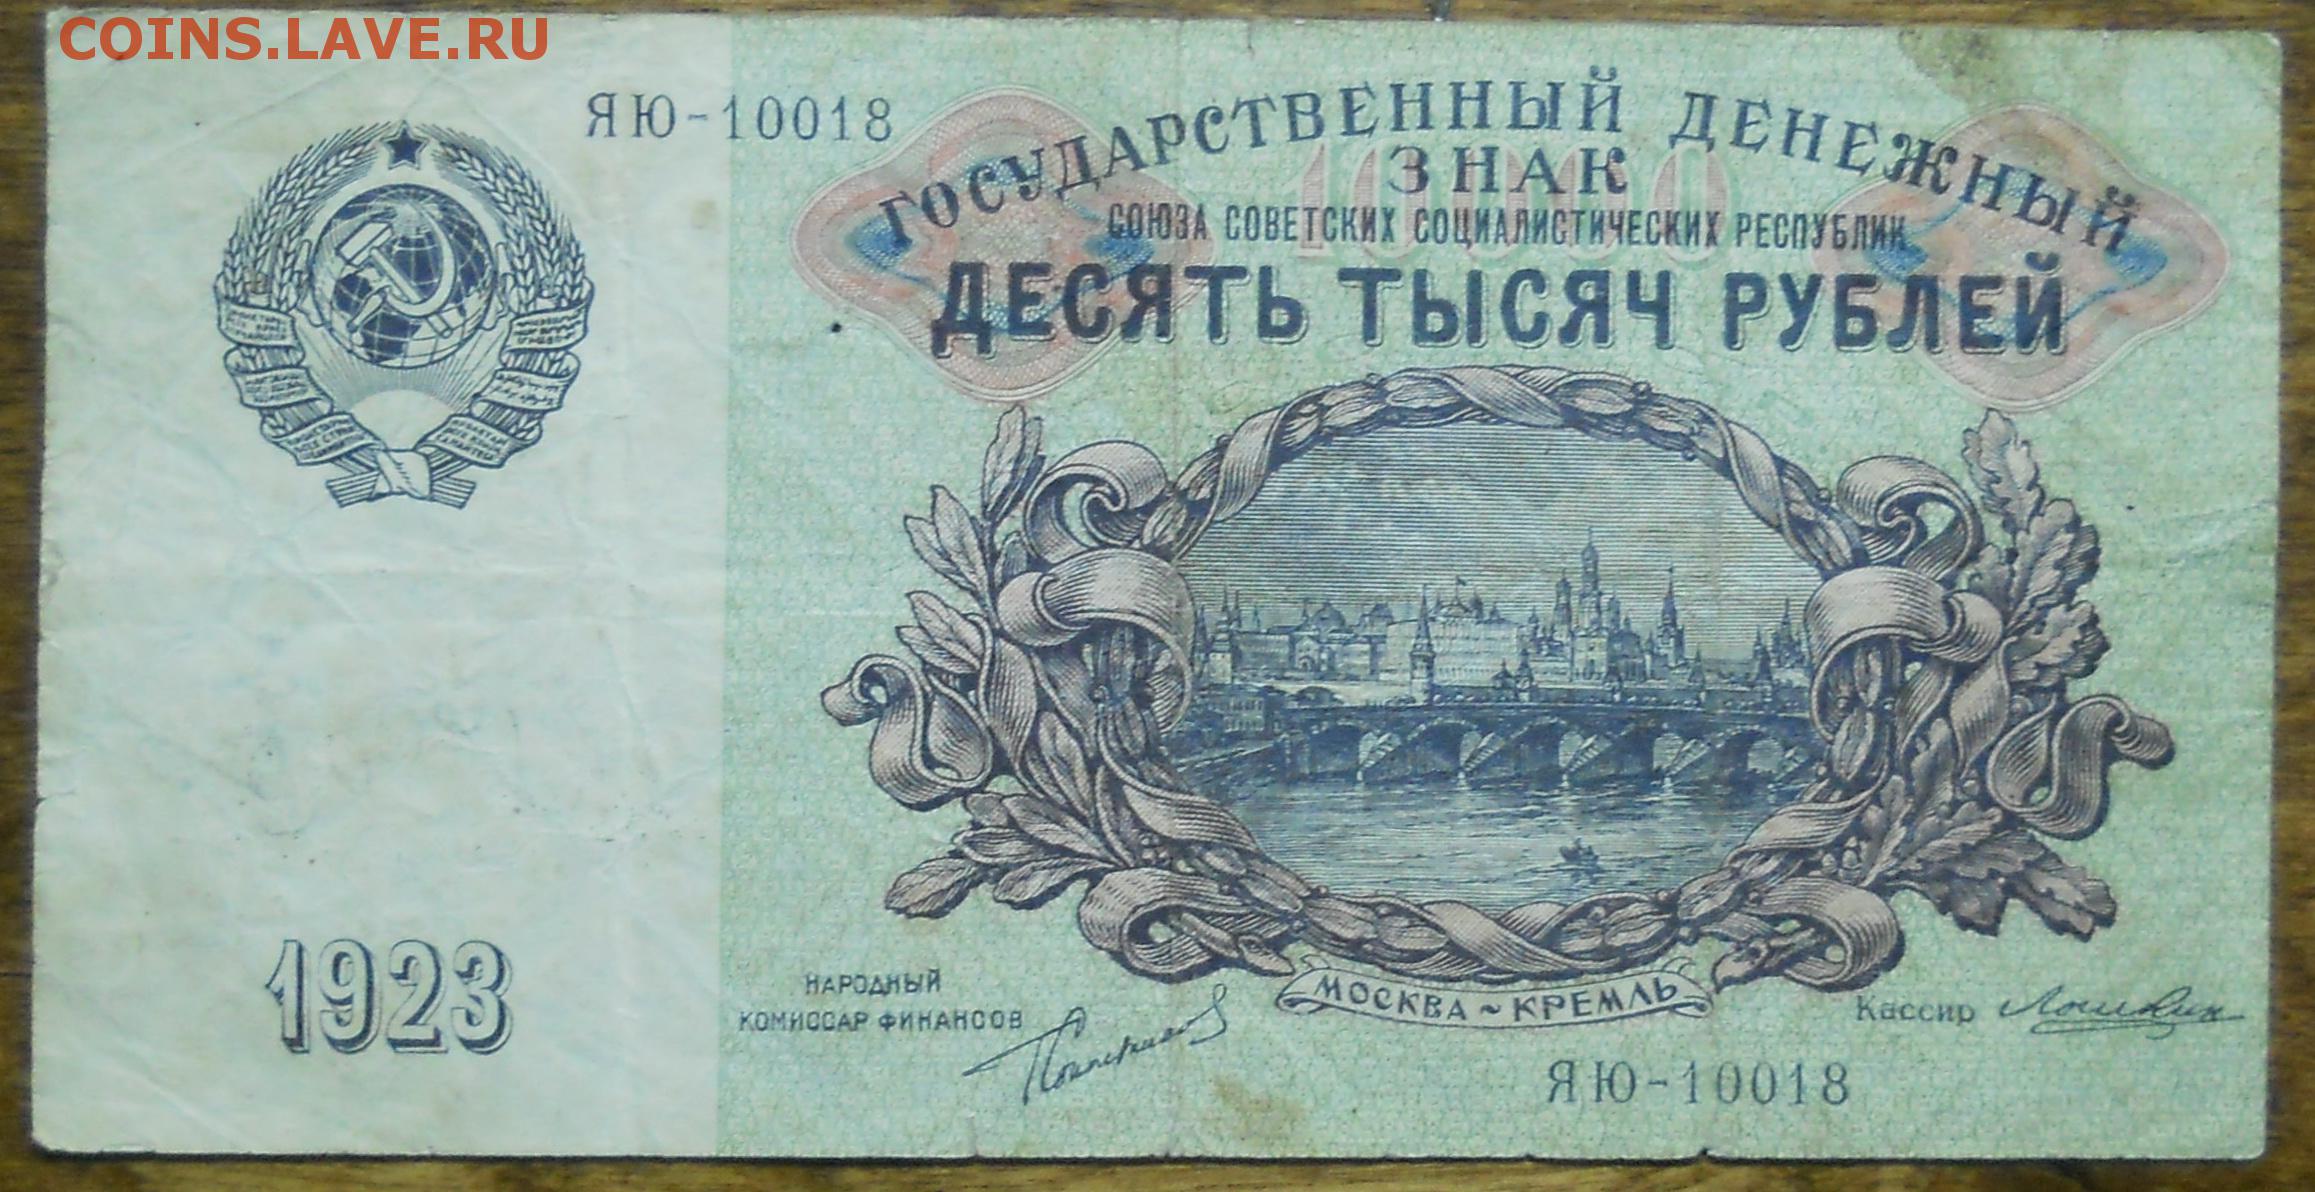 COINS.LAVE.RU
ЯЮ-10018
ГОСУДАРСТВЕННЫЙ ДЕНЕЖНЫЙ
ЗНАК
10000
СОЮЗА СОВЕТСКИХ СОЦИАЛИСТИЧЕСКИХ РЕСПУБЛИК
ДЕСЯТЬ ТЫСЯЧ РУБЛЕЙ
1923
НАРОДНЫЙ
КОМИССАР ФИНАНСОВ
МОСКВА ~ КРЕМЛЬ
Кассир
ЯЮ-10018